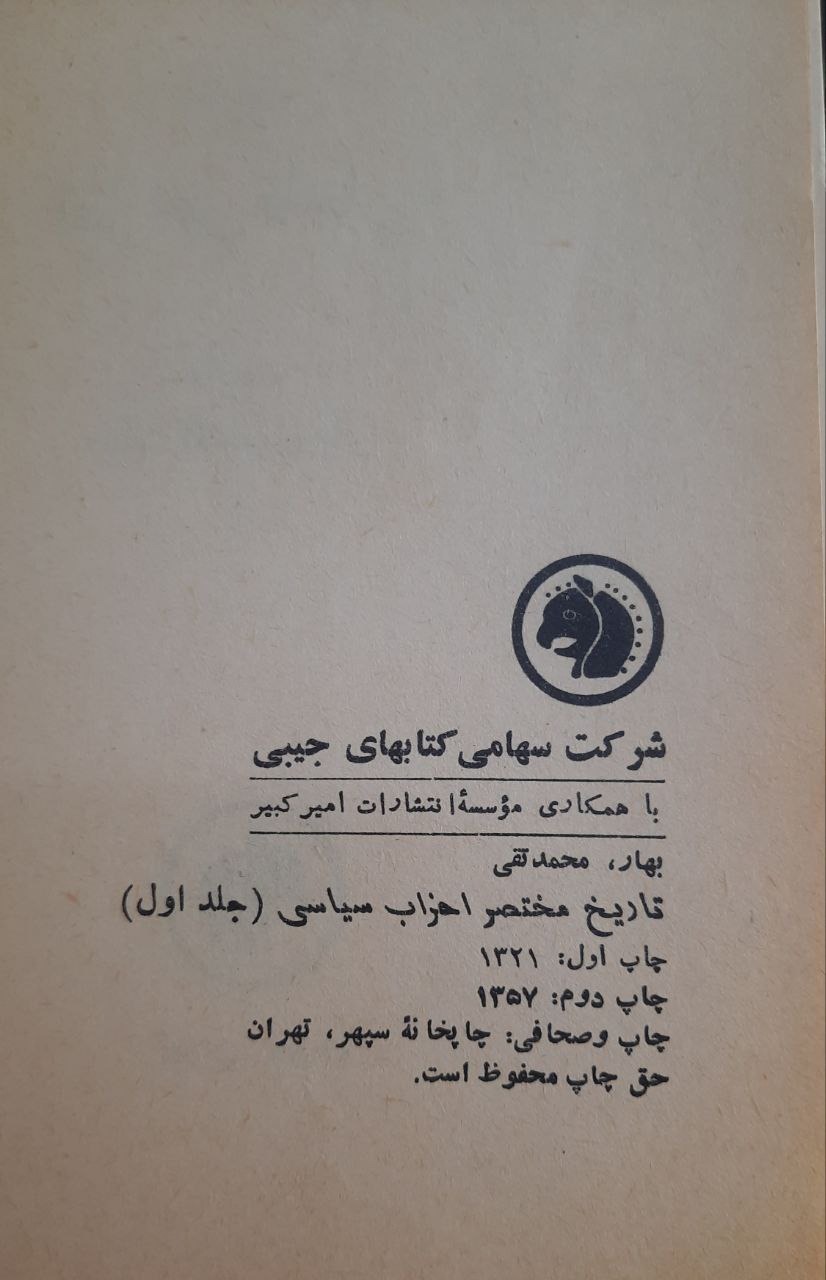 شرکت سهامی کتابهای جیبی
با همکاری مؤسسهٔ انتشارات امیرکبیر
بهار، محمدتقی
تاریخ مختصر احزاب سیاسی (جلد اول)
چاپ اول: ۱۳۲۱
چاپ دوم: ۱۳۵۷
چاپ وصحافی: چاپخانهٔ سپهر، تهران
حق چاپ محفوظ است.